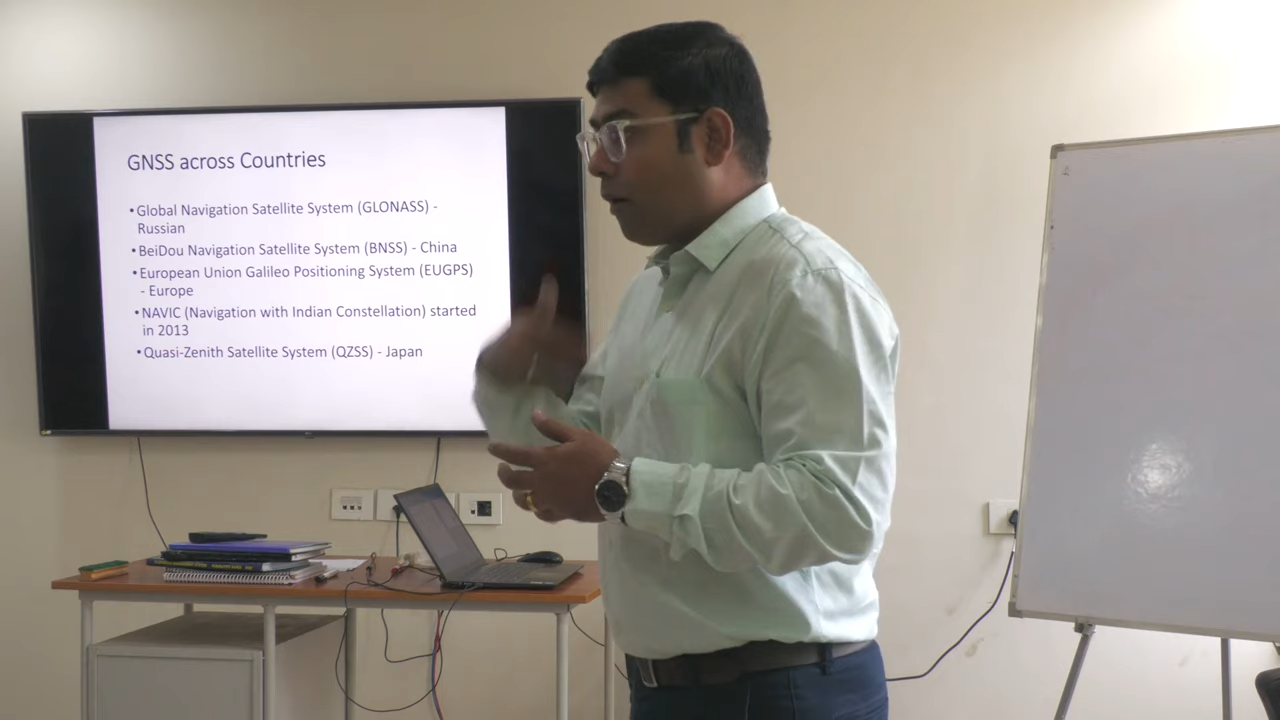 GNSS across Countries
•Global Navigation Satellite System (GLONASS) -
Russian
•BeiDou Navigation Satellite System (BNSS) - China
•European Union Galileo Positioning System (EUGPS)
- Europe
•NAVIC (Navigation with Indian Constellation) started
in 2013
•Quasi-Zenith Satellite System (QZSS) - Japan